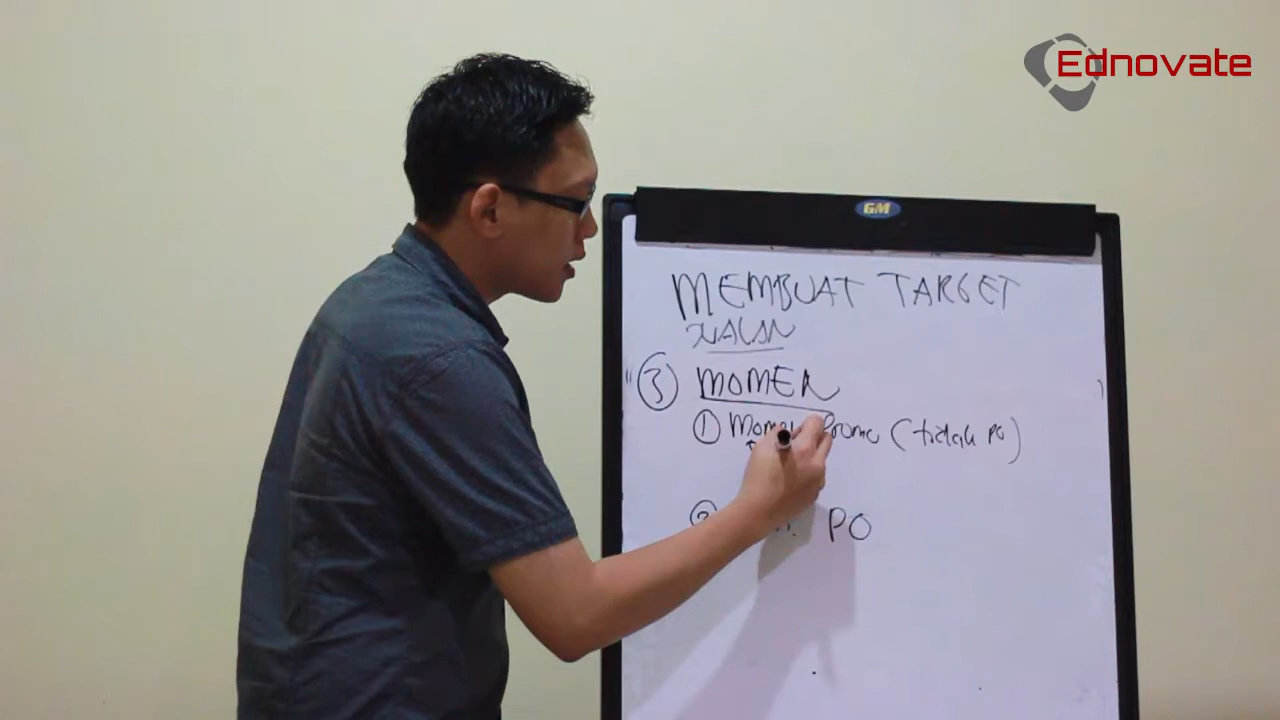 Ednovate
GM
MEMBUAT TARGET
③ MOMEN
① Momen Promo (tidak PO)
② PO